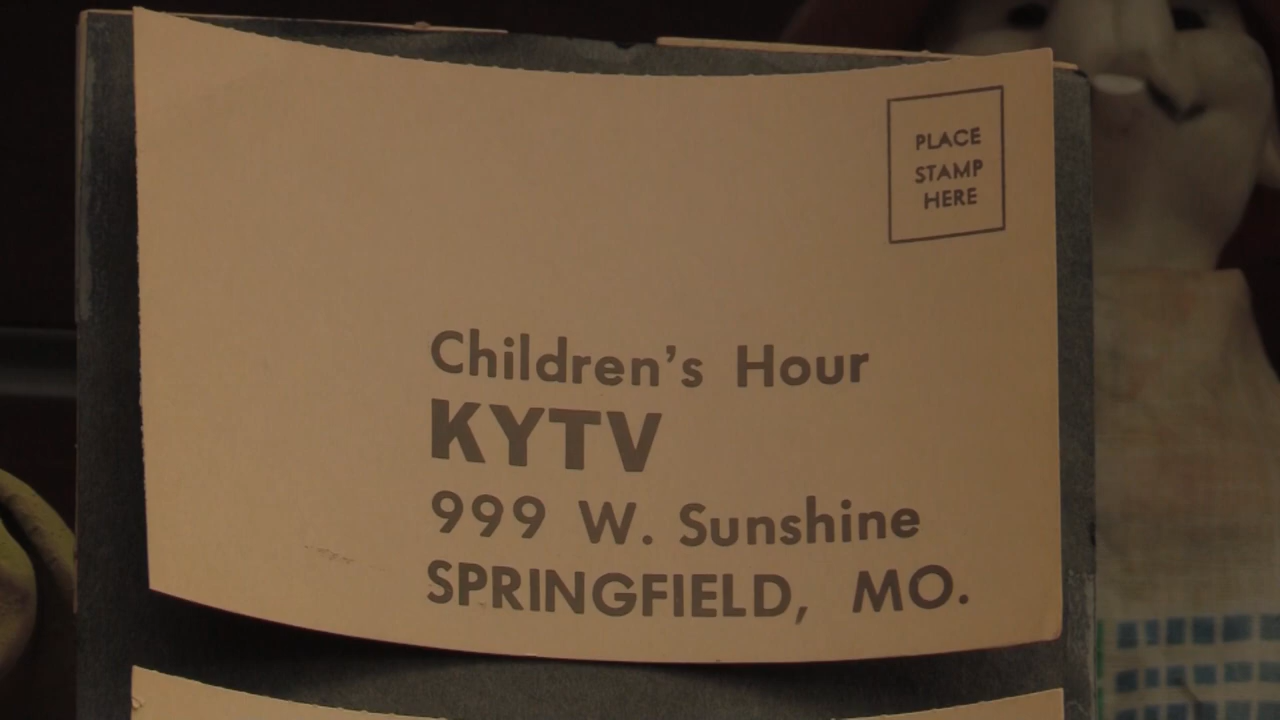 PLACE
STAMP
HERE
Children's Hour
KYTV
999 W. Sunshine
SPRINGFIELD, MO.